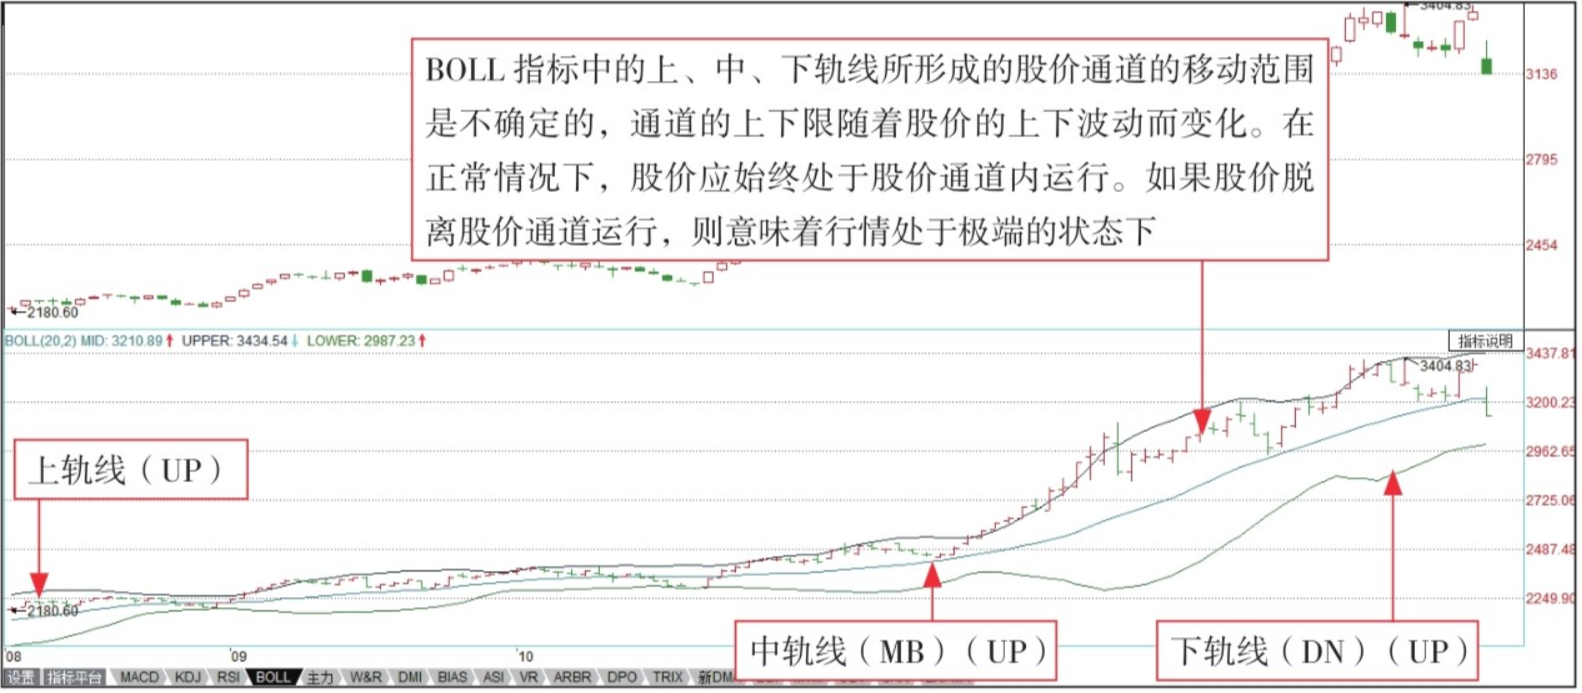 3404.83
BOLL 指标中的上、中、下轨线所形成的股价通道的移动范围
是不确定的，通道的上下限随着股价的上下波动而变化。在
正常情况下，股价应始终处于股价通道内运行。如果股价脱
离股价通道运行，则意味着行情处于极端的状态下
3136
2795
2454
2180.60
BOLL(20,2) MID: 3210.89 UPPER: 3434.54 LOWER: 2987.23
指标说明
3437.81
3404.83
3200.23
2962.65
上轨线（UP）
2725.06
2487.48
2249.90
2180.60
中轨线（MB）（UP）
下轨线（DN）（UP）
08 09 10
设置 指标平台 MACD KDJ RSI BOLL 主力 W&R DMI BIAS ASI VR ARBR DPO TRIX 新DMA